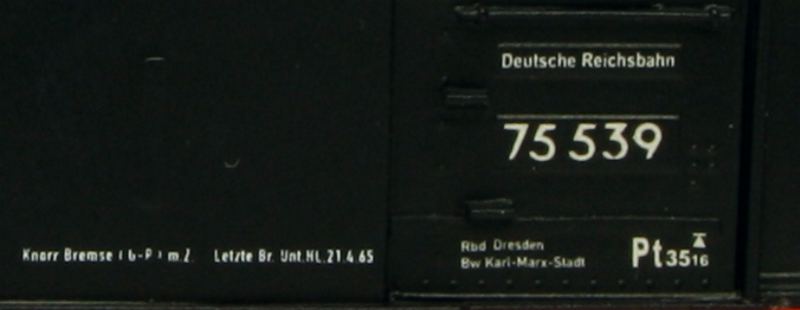 Deutsche Reichsbahn
75 539
Knorr Bremse ( G-P ) m.Z. Letzte Br. Unt.NL.21.4.65
Rbd Dresden
Bw Karl-Marx-Stadt
Pt 35 16